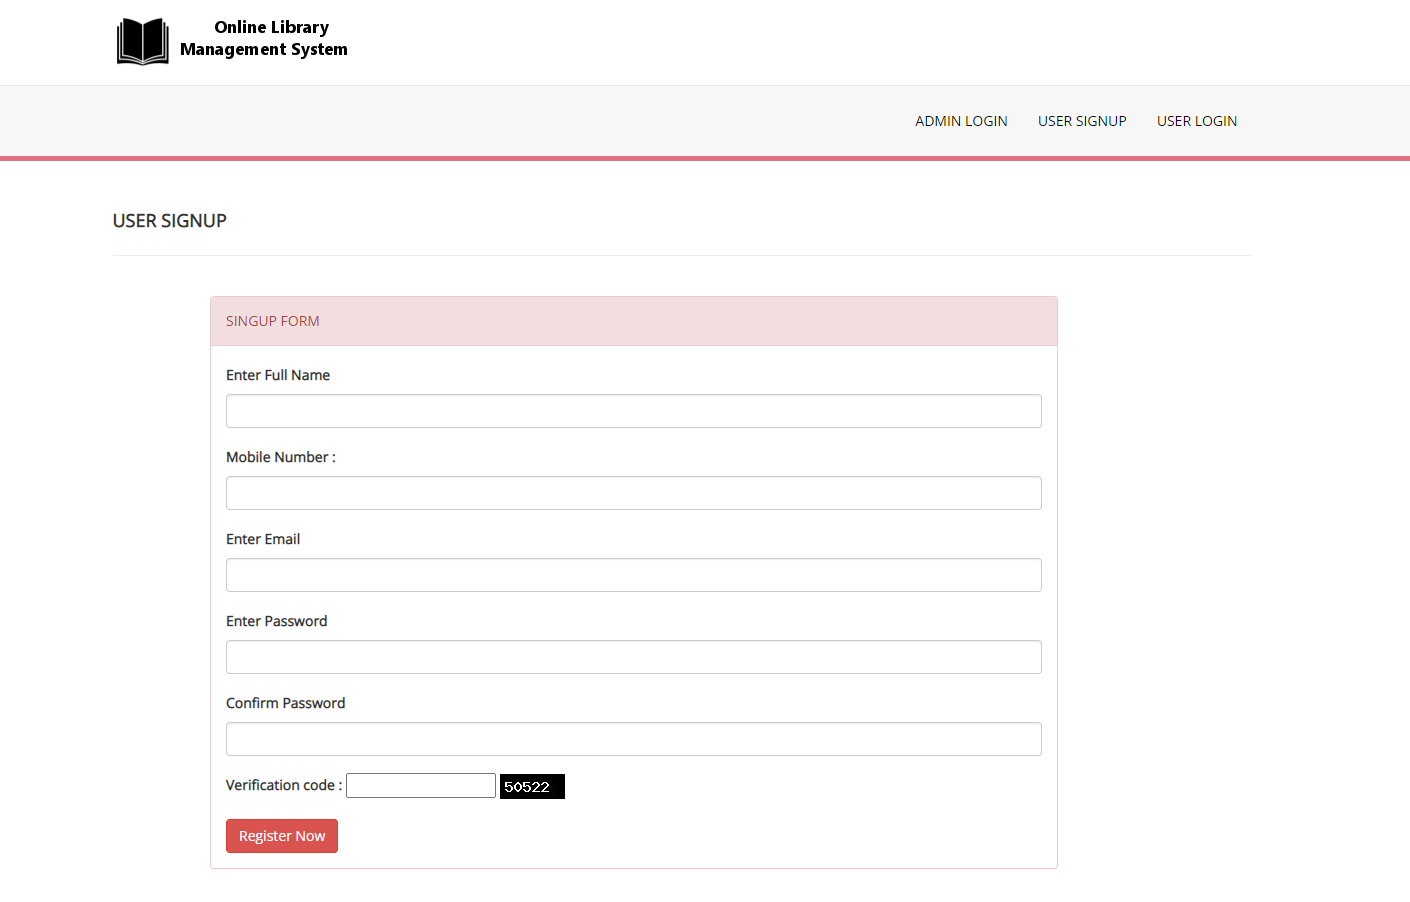 Online Library
Management System
ADMIN LOGIN USER SIGNUP USER LOGIN
USER SIGNUP
SINGUP FORM
Enter Full Name
Mobile Number :
Enter Email
Enter Password
Confirm Password
Verification code : 50522
Register Now